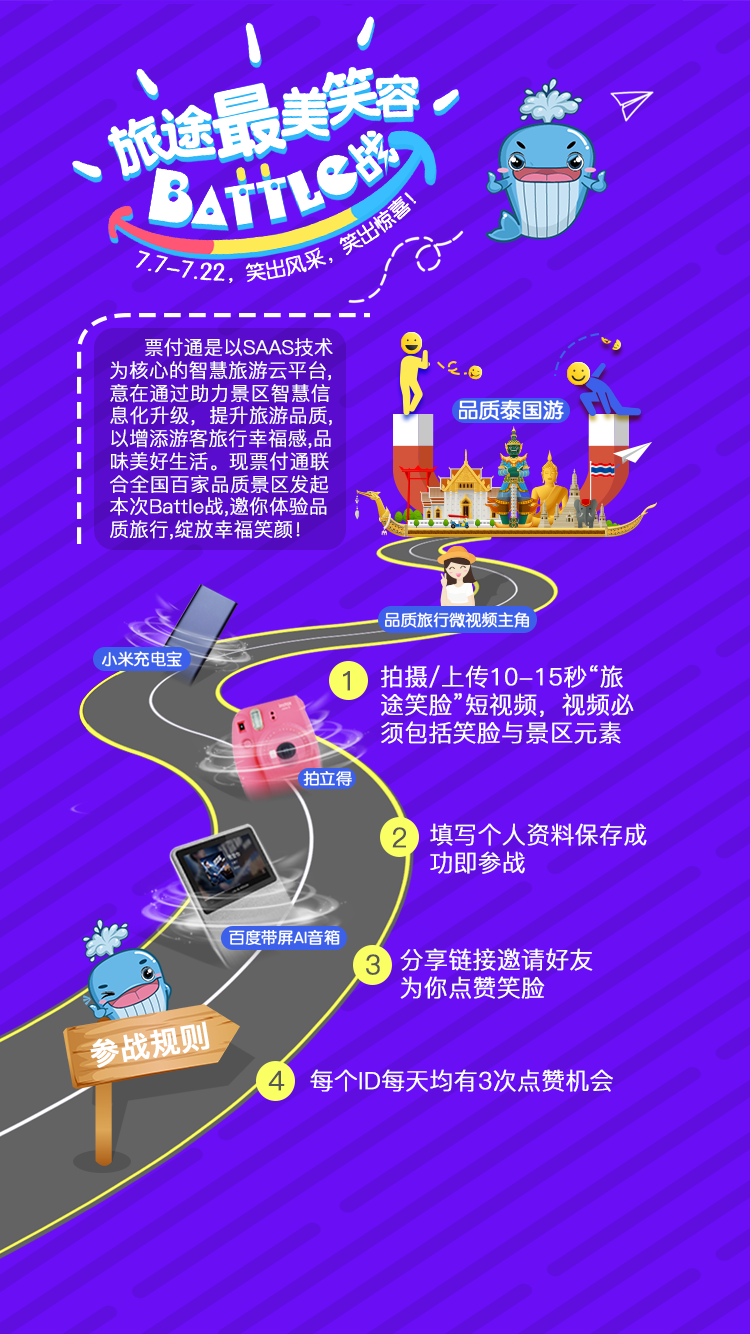 旅途最美笑容
BATTLE战
7.7-7.22，笑出风采，笑出惊喜！
票付通是以SAAS技术
为核心的智慧旅游云平台,
意在通过助力景区智慧信
息化升级，提升旅游品质,
以增添游客旅行幸福感,品
味美好生活。现票付通联
合全国百家品质景区发起
本次Battle战,邀你体验品
质旅行,绽放幸福笑颜！
品质泰国游
品质旅行微视频主角
小米充电宝
1 拍摄/上传10-15秒“旅
途笑脸”短视频，视频必
须包括笑脸与景区元素
拍立得
2 填写个人资料保存成
功即参战
百度带屏AI音箱
3 分享链接邀请好友
为你点赞笑脸
参战规则
4 每个ID每天均有3次点赞机会